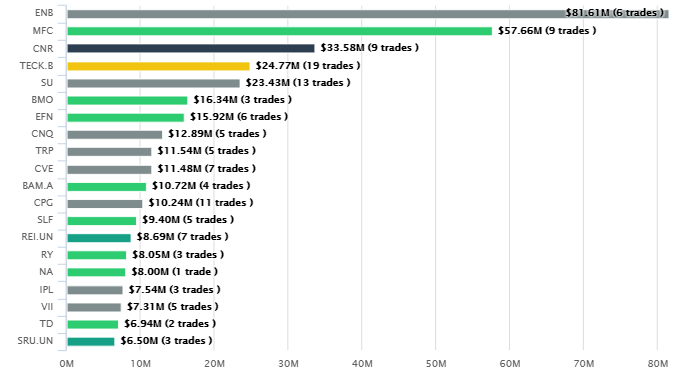 ENB $81.61M (6 trades )
MFC $57.66M (9 trades )
CNR $33.58M (9 trades )
TECK.B $24.77M (19 trades )
SU $23.43M (13 trades )
BMO $16.34M (3 trades )
EFN $15.92M (6 trades )
CNQ $12.89M (5 trades )
TRP $11.54M (5 trades )
CVE $11.48M (7 trades )
BAM.A $10.72M (4 trades )
CPG $10.24M (11 trades )
SLF $9.40M (5 trades )
REI.UN $8.69M (7 trades )
RY $8.05M (3 trades )
NA $8.00M (1 trade )
IPL $7.54M (3 trades )
VII $7.31M (5 trades )
TD $6.94M (2 trades )
SRU.UN $6.50M (3 trades )
0M 10M 20M 30M 40M 50M 60M 70M 80M